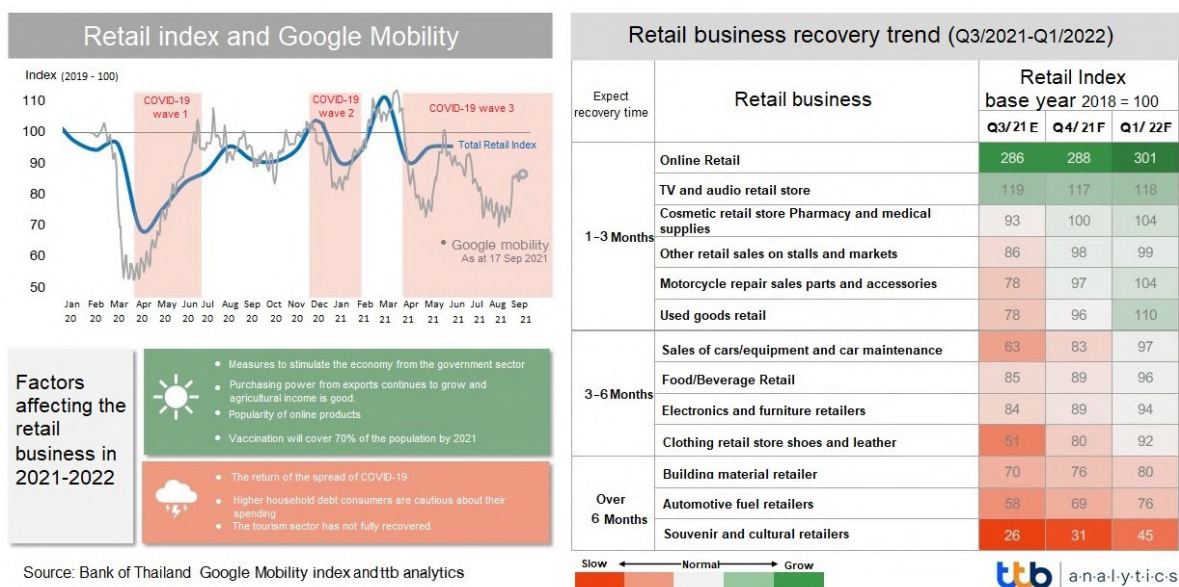 Retail index and Google Mobility
Index (2019 - 100)
110
100
90
80
70
60
50
COVID-19
wave 1
COVID-19
wave 2
COVID-19 wave 3
Total Retail Index
Google mobility
As at 17 Sep 2021
Jan Feb Mar Apr May Jun Jul Aug Sep Oct Nov Dec Jan Feb Mar Apr May Jun Jul Aug Sep
20 20 20 20 20 20 20 20 20 20 20 20 21 21 21 21 21 21 21 21 21
Factors
affecting the
retail
business in
2021-2022
Measures to stimulate the economy from the government sector
Purchasing power from exports continues to grow and
agricultural income is good.
Popularity of online products
Vaccination will cover 70% of the population by 2021
The return of the spread of COVID-19
Higher household debt consumers are cautious about their
spending
The tourism sector has not fully recovered.
Source: Bank of Thailand Google Mobility index and ttb analytics
Retail business recovery trend (Q3/2021-Q1/2022)
Expect
recovery time
Retail business
Retail Index
base year 2018 = 100
Q3/21 E Q4/21F Q1/ 22F
1-3 Months
Online Retail 286 288 301
TV and audio retail store 119 117 118
Cosmetic retail store Pharmacy and medical
supplies 93 100 104
Other retail sales on stalls and markets 86 98 99
Motorcycle repair sales parts and accessories 78 97 104
Used goods retail 78 96 110
3-6 Months
Sales of cars/equipment and car maintenance 63 83 97
Food/Beverage Retail 85 89 96
Electronics and furniture retailers 84 89 94
Clothing retail store shoes and leather 51 80 92
Over
6 Months
Building material retailer 70 76 80
Automotive fuel retailers 58 69 76
Souvenir and cultural retailers 26 31 45
Slow Normal Grow
ttb analytics